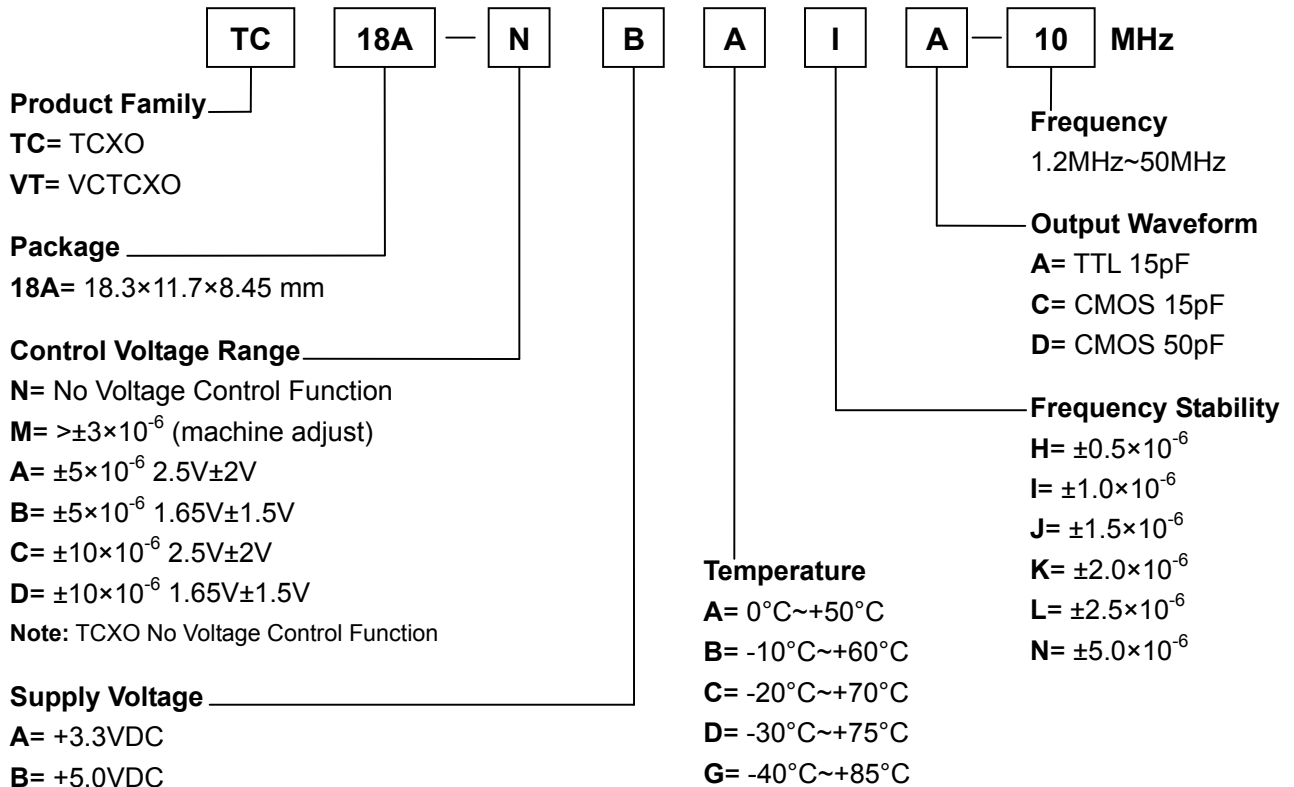 TC 18A — N B A I A — 10 MHz
Product Family
TC= TCXO
VT= VCTCXO
Package
18A= 18.3×11.7×8.45 mm
Control Voltage Range
N= No Voltage Control Function
M= >±3×10⁻⁶ (machine adjust)
A= ±5×10⁻⁶ 2.5V±2V
B= ±5×10⁻⁶ 1.65V±1.5V
C= ±10×10⁻⁶ 2.5V±2V
D= ±10×10⁻⁶ 1.65V±1.5V
Note: TCXO No Voltage Control Function
Supply Voltage
A= +3.3VDC
B= +5.0VDC
Temperature
A= 0°C~+50°C
B= -10°C~+60°C
C= -20°C~+70°C
D= -30°C~+75°C
G= -40°C~+85°C
Frequency
1.2MHz~50MHz
Output Waveform
A= TTL 15pF
C= CMOS 15pF
D= CMOS 50pF
Frequency Stability
H= ±0.5×10⁻⁶
I= ±1.0×10⁻⁶
J= ±1.5×10⁻⁶
K= ±2.0×10⁻⁶
L= ±2.5×10⁻⁶
N= ±5.0×10⁻⁶